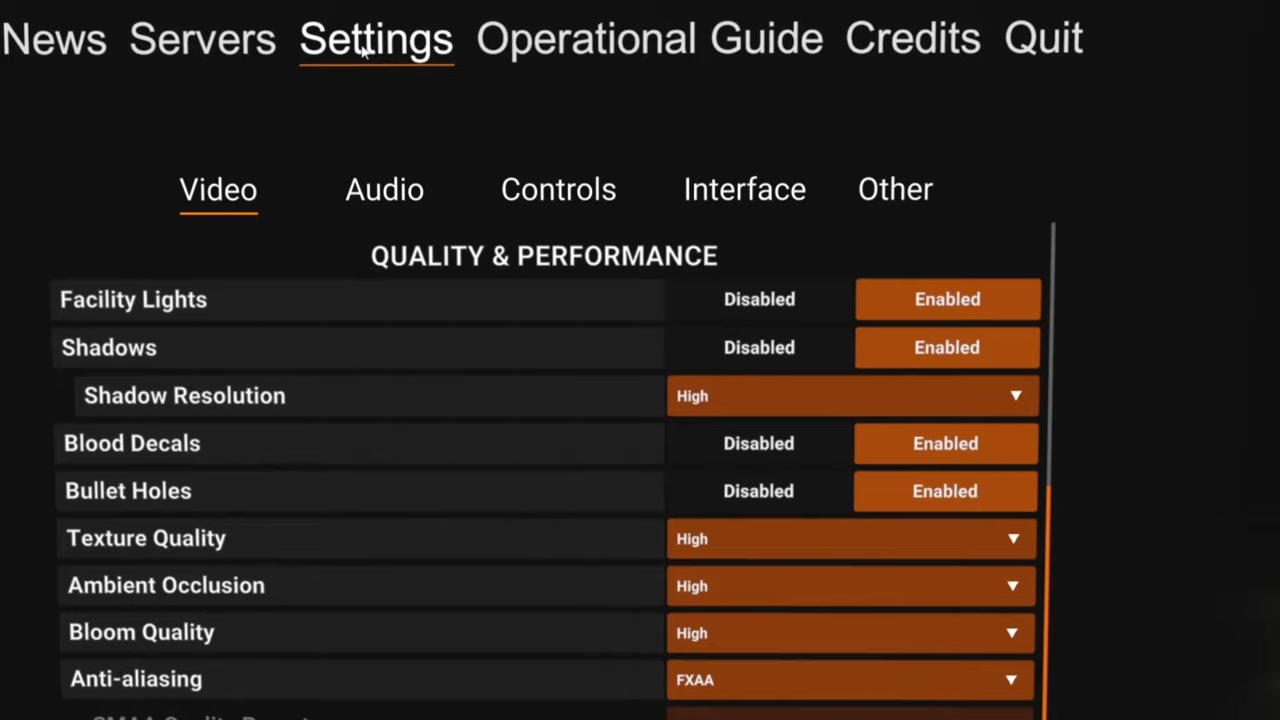 News Servers Settings Operational Guide Credits Quit
Video Audio Controls Interface Other
QUALITY & PERFORMANCE
Facility Lights Disabled Enabled
Shadows Disabled Enabled
Shadow Resolution High
Blood Decals Disabled Enabled
Bullet Holes Disabled Enabled
Texture Quality High
Ambient Occlusion High
Bloom Quality High
Anti-aliasing FXAA
SMAA Quality